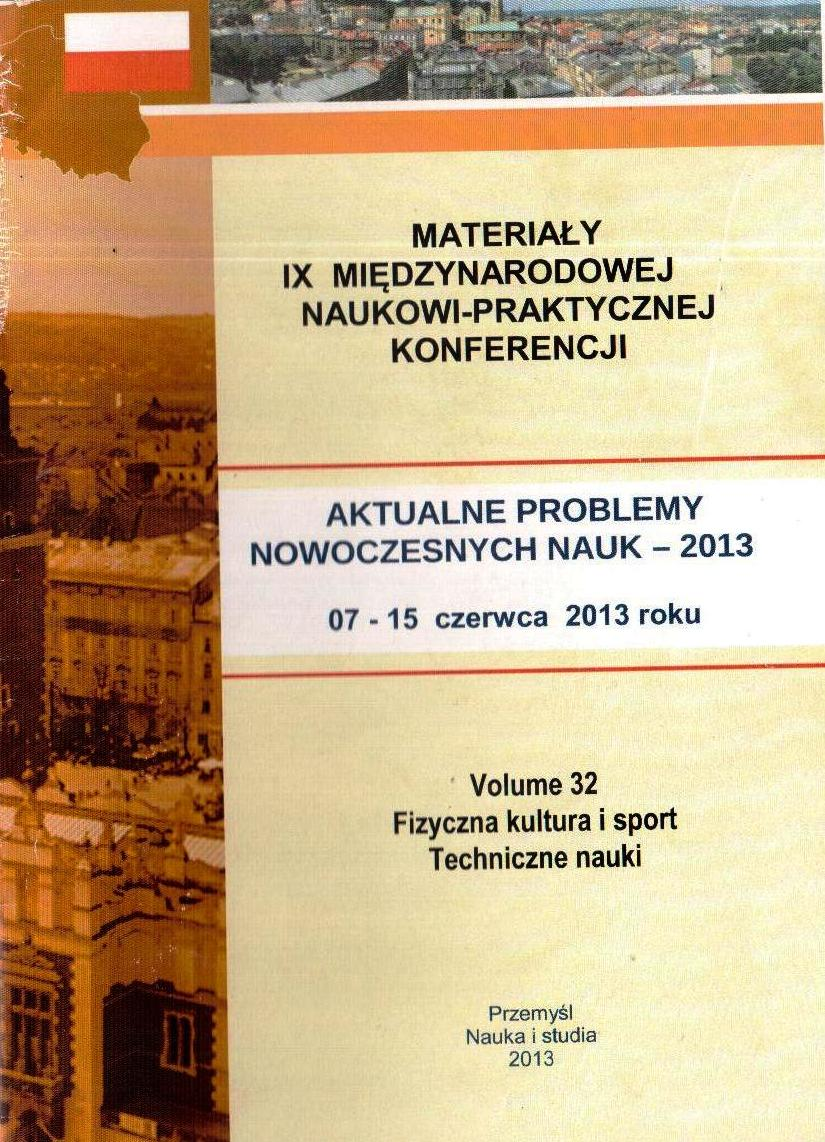 MATERIAŁY
IX MIĘDZYNARODOWEJ
NAUKOWI-PRAKTYCZNEJ
KONFERENCJI
AKTUALNE PROBLEMY
NOWOCZESNYCH NAUK – 2013
07 - 15 czerwca 2013 roku
Volume 32
Fizyczna kultura i sport
Techniczne nauki
Przemyśl
Nauka i studia
2013